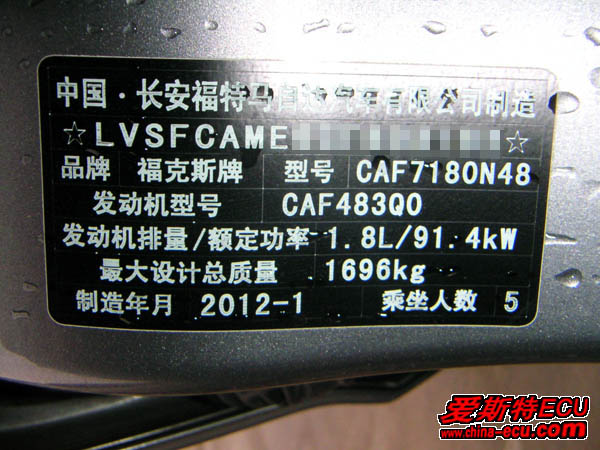 中国·长安福特马自达汽车有限公司制造
☆LVSFCAME ☆
品牌 福克斯牌 型号 CAF7180N48
发动机型号 CAF483Q0
发动机排量/额定功率 1.8L/91.4kW
最大设计总质量 1696kg
制造年月 2012-1 乘坐人数 5
爱斯特ECU
www.china-ecu.com